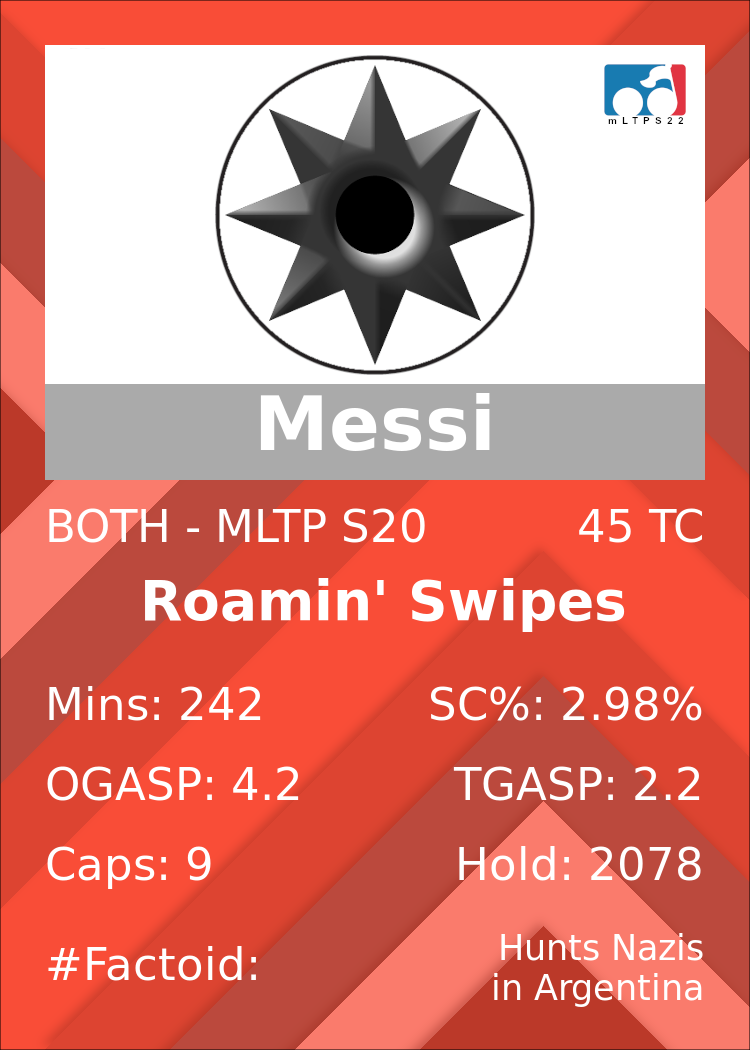 mLTPS22
Messi
BOTH - MLTP S20 45 TC
Roamin' Swipes
Mins: 242 SC%: 2.98%
OGASP: 4.2 TGASP: 2.2
Caps: 9 Hold: 2078
#Factoid: Hunts Nazis
in Argentina